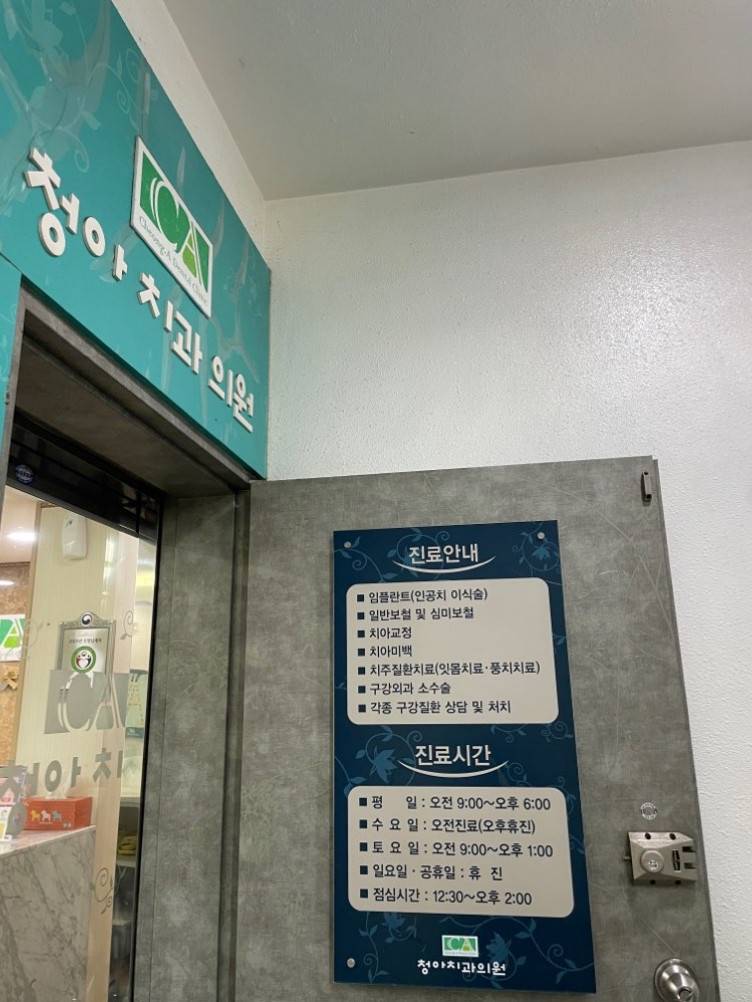 CA
Cheong-A Dental Clinic
청아치과의원
진료안내
■ 임플란트(인공치 이식술)
■ 일반보철 및 심미보철
■ 치아교정
■ 치아미백
■ 치주질환치료(잇몸치료·풍치치료)
■ 구강외과 소수술
■ 각종 구강질환 상담 및 처치
진료시간
■ 평 일 : 오전 9:00~오후 6:00
■ 수 요 일 : 오전진료(오후휴진)
■ 토 요 일 : 오전 9:00~오후 1:00
■ 일요일·공휴일 : 휴 진
■ 점심시간 : 12:30~오후 2:00
CA
청아치과의원
CA